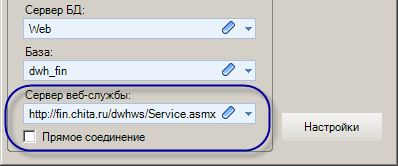 Сервер БД:
Web
База:
dwh_fin
Сервер веб-службы:
http://fin.chita.ru/dwhws/Service.asmx
Прямое соединение
Настройки